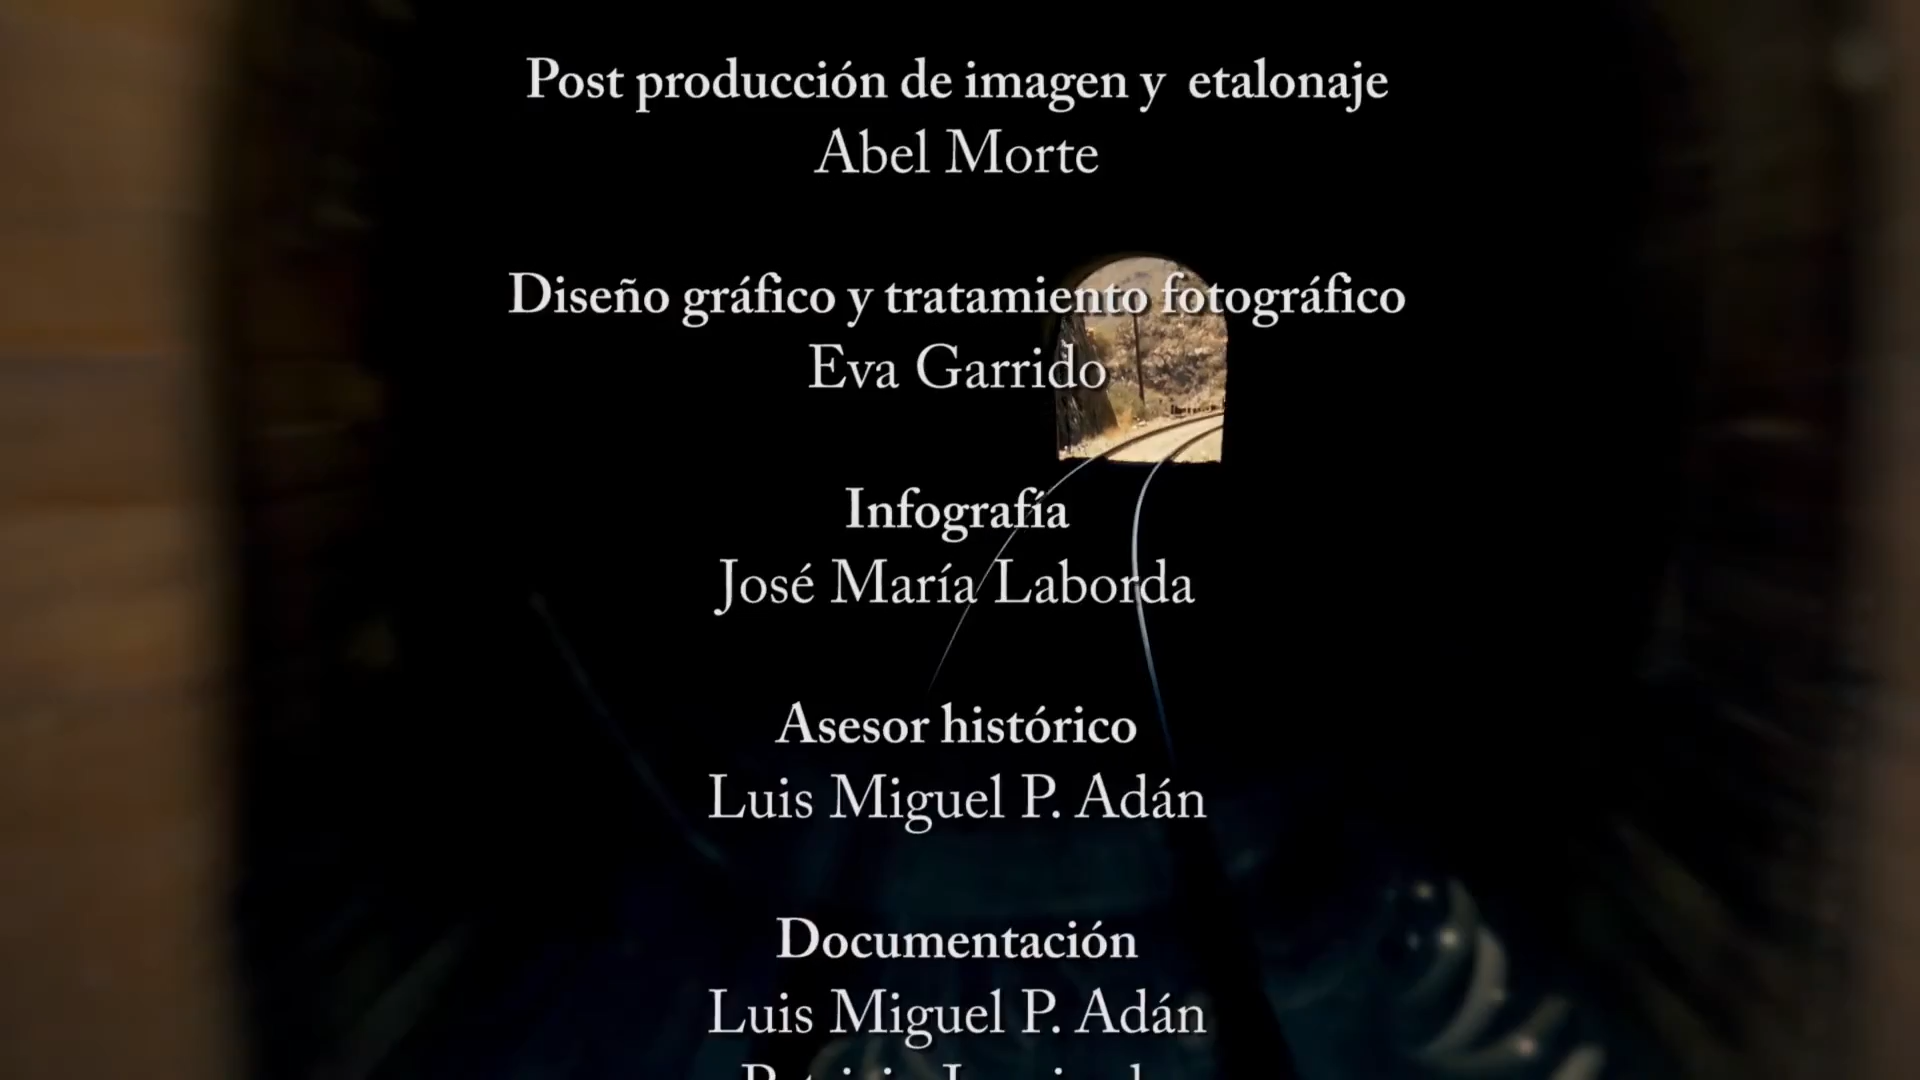 Post producción de imagen y etalonaje
Abel Morte
Diseño gráfico y tratamiento fotográfico
Eva Garrido
Infografía
José María Laborda
Asesor histórico
Luis Miguel P. Adán
Documentación
Luis Miguel P. Adán